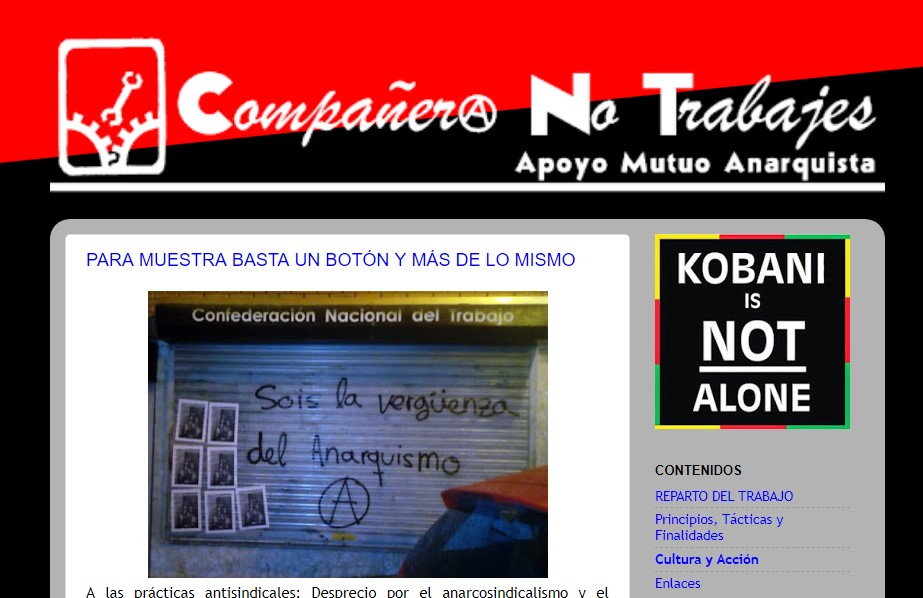 CompañerⒶ No Trabajes
Apoyo Mutuo Anarquista
PARA MUESTRA BASTA UN BOTÓN Y MÁS DE LO MISMO
Confederación Nacional del Trabajo
Sois la vergüenza
del Anarquismo
Ⓐ
A las prácticas antisindicales: Desprecio por el anarcosindicalismo y el
KOBANI
IS
NOT
ALONE
CONTENIDOS
REPARTO DEL TRABAJO
Principios, Tácticas y
Finalidades
Cultura y Acción
Enlaces